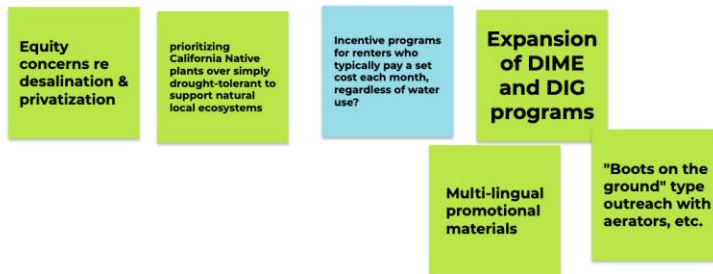 Equity
concerns re
desalination &
privatization
prioritizing
California Native
plants over simply
drought-tolerant to
support natural
local ecosystems
Incentive programs
for renters who
typically pay a set
cost each month,
regardless of water
use?
Expansion
of DIME
and DIG
programs
Multi-lingual
promotional
materials
"Boots on the
ground" type
outreach with
aerators, etc.